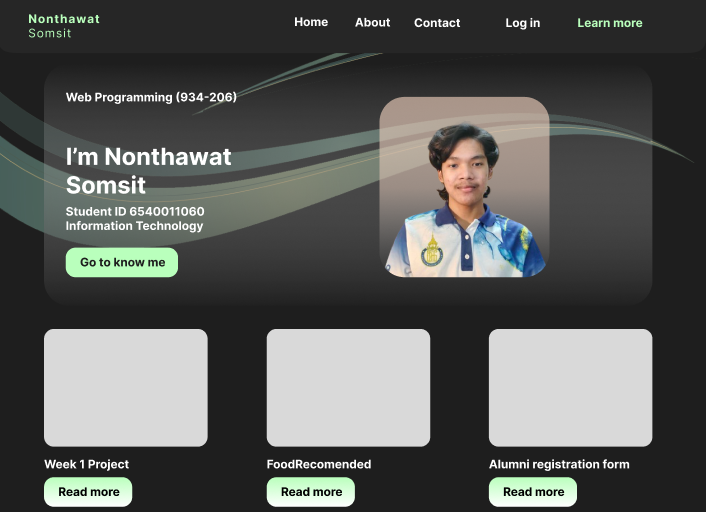 Nonthawat
Somsit
Home About Contact Log in Learn more
Web Programming (934-206)
I’m Nonthawat
Somsit
Student ID 6540011060
Information Technology
Go to know me
Week 1 Project
FoodRecomended
Alumni registration form
Read more
Read more
Read more